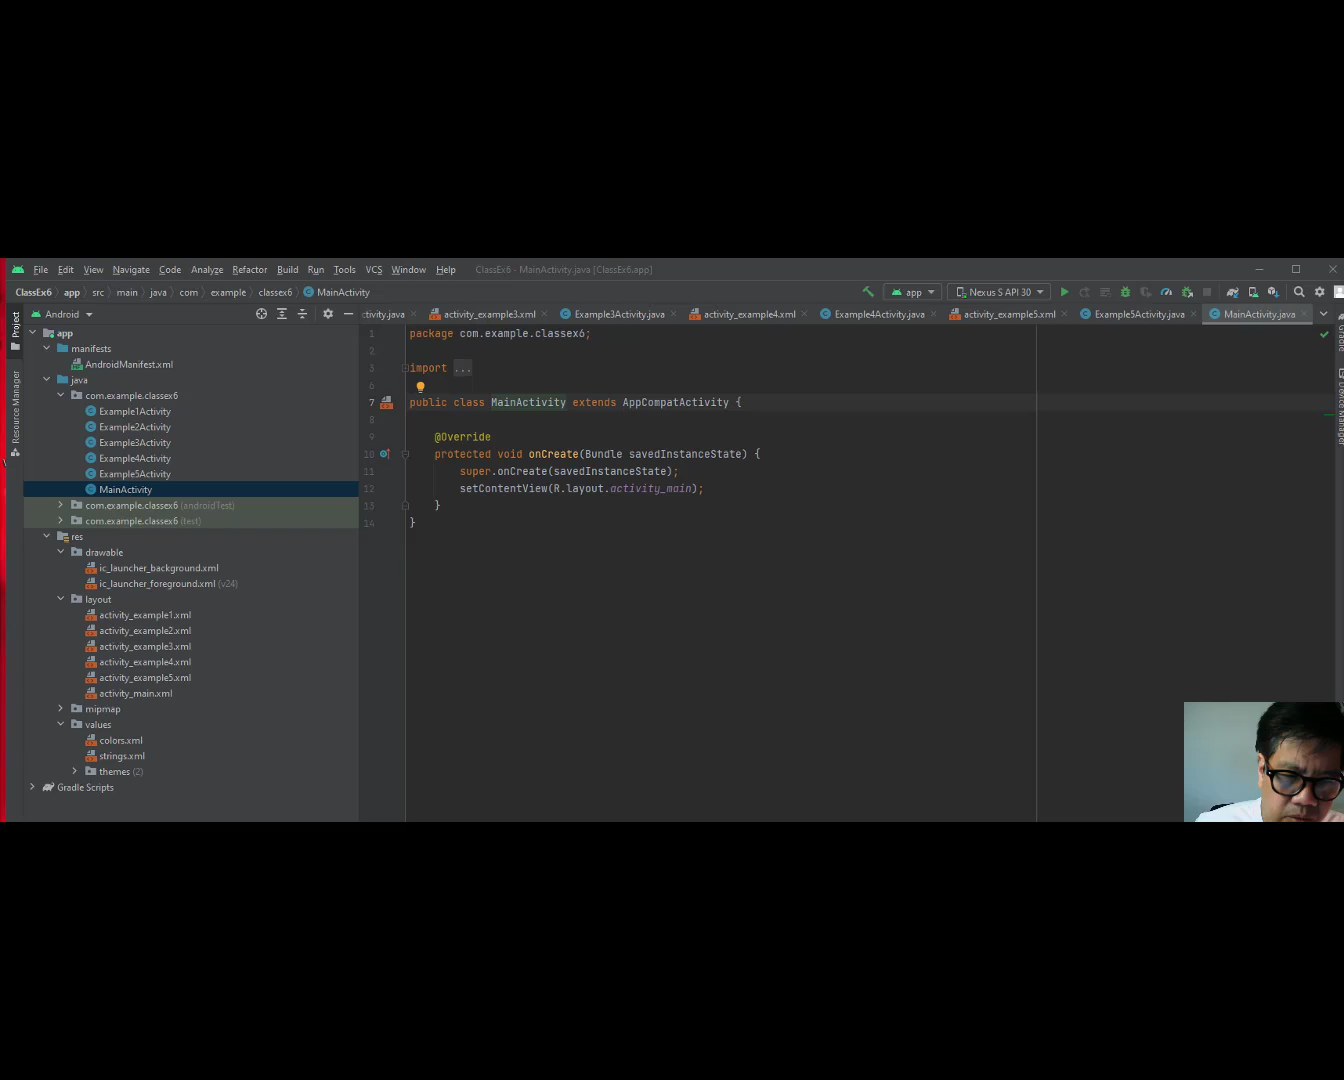 File Edit View Navigate Code Analyze Refactor Build Run Tools VCS Window Help ClassEx6 - MainActivity.java [ClassEx6.app]
ClassEx6 app src main java com example classex6 MainActivity app Nexus S API 30
Project
Resource Manager
Android
app
manifests
AndroidManifest.xml
java
com.example.classex6
Example1Activity
Example2Activity
Example3Activity
Example4Activity
Example5Activity
MainActivity
com.example.classex6 (androidTest)
com.example.classex6 (test)
res
drawable
ic_launcher_background.xml
ic_launcher_foreground.xml (v24)
layout
activity_example1.xml
activity_example2.xml
activity_example3.xml
activity_example4.xml
activity_example5.xml
activity_main.xml
mipmap
values
colors.xml
strings.xml
themes (2)
Gradle Scripts
ctivity.java activity_example3.xml Example3Activity.java activity_example4.xml Example4Activity.java activity_example5.xml Example5Activity.java MainActivity.java
1 package com.example.classex6;
2
3 import ...
6
7 public class MainActivity extends AppCompatActivity {
8
9 @Override
10 protected void onCreate(Bundle savedInstanceState) {
11 super.onCreate(savedInstanceState);
12 setContentView(R.layout.activity_main);
13 }
14 }
Gradle
Device Manager